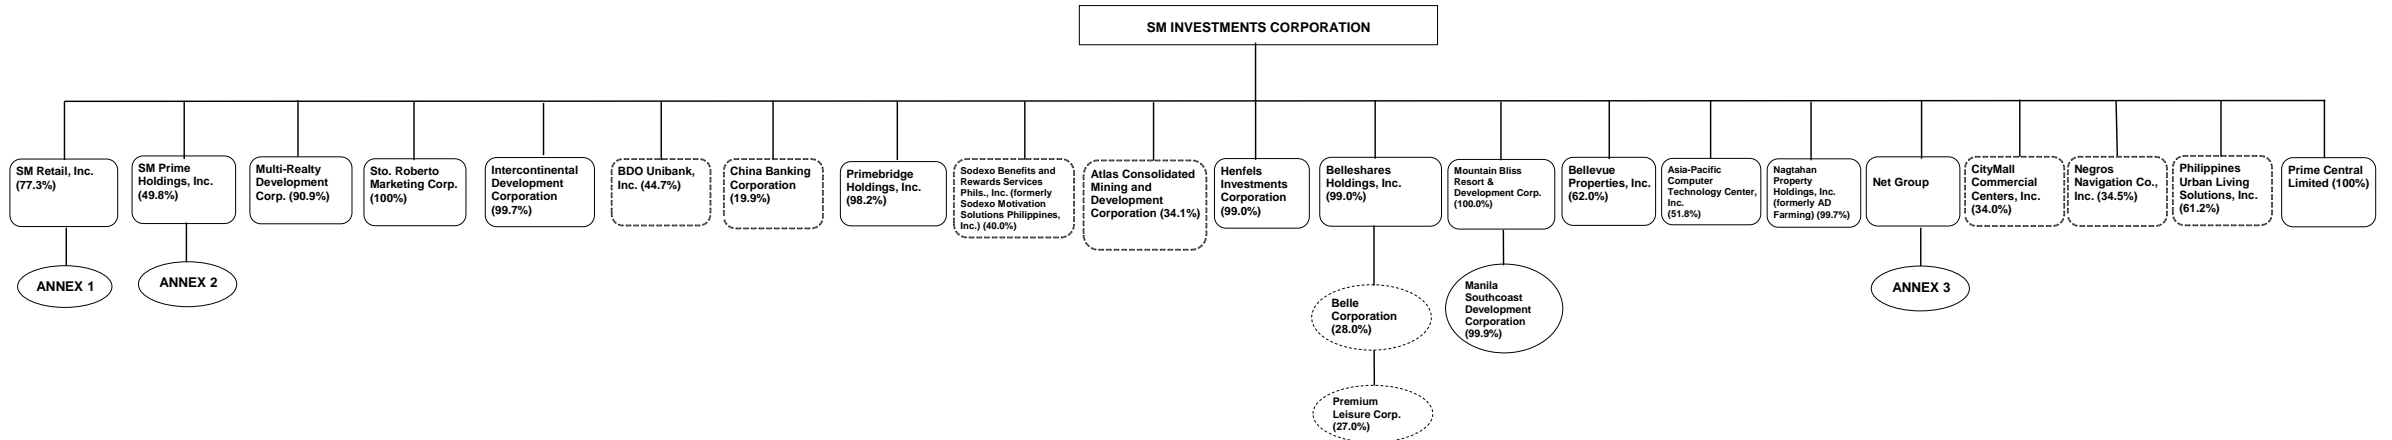 SM INVESTMENTS CORPORATION
SM Retail, Inc.
(77.3%)
SM Prime
Holdings, Inc.
(49.8%)
Multi-Realty
Development
Corp. (90.9%)
Sto. Roberto
Marketing Corp.
(100%)
Intercontinental
Development
Corporation
(99.7%)
BDO Unibank,
Inc. (44.7%)
China Banking
Corporation
(19.9%)
Primebridge
Holdings, Inc.
(98.2%)
Sodexo Benefits and
Rewards Services
Phils., Inc. (formerly
Sodexo Motivation
Solutions Philippines,
Inc.) (40.0%)
Atlas Consolidated
Mining and
Development
Corporation (34.1%)
Henfels
Investments
Corporation
(99.0%)
Belleshares
Holdings, Inc.
(99.0%)
Mountain Bliss
Resort &
Development Corp.
(100.0%)
Bellevue
Properties, Inc.
(62.0%)
Asia-Pacific
Computer
Technology Center,
Inc.
(51.8%)
Nagtahan
Property
Holdings, Inc.
(formerly AD
Farming) (99.7%)
Net Group
CityMall
Commercial
Centers, Inc.
(34.0%)
Negros
Navigation Co.,
Inc. (34.5%)
Philippines
Urban Living
Solutions, Inc.
(61.2%)
Prime Central
Limited (100%)
ANNEX 1
ANNEX 2
Belle
Corporation
(28.0%)
Manila
Southcoast
Development
Corporation
(99.9%)
ANNEX 3
Premium
Leisure Corp.
(27.0%)